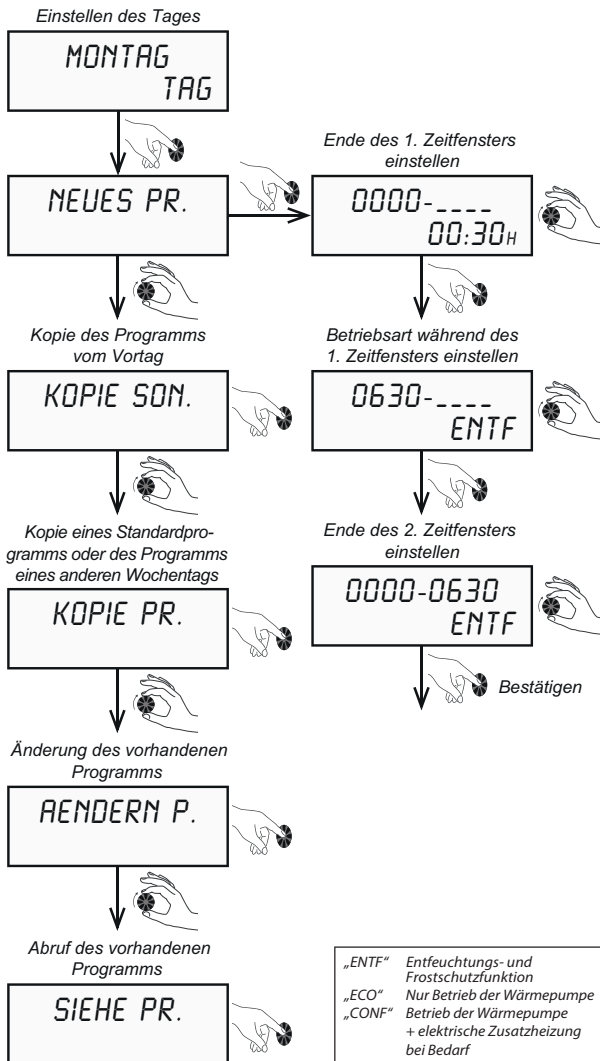 Einstellen des Tages
MONTAG
TAG
NEUES PR.
Kopie des Programms
vom Vortag
KOPIE SON.
Kopie eines Standardpro-
gramms oder des Programms
eines anderen Wochentags
KOPIE PR.
Änderung des vorhandenen
Programms
AENDERN P.
Abruf des vorhandenen
Programms
SIEHE PR.
Ende des 1. Zeitfensters
einstellen
0000-____
00:30H
Betriebsart während des
1. Zeitfensters einstellen
0630-____
ENTF
Ende des 2. Zeitfensters
einstellen
0000-0630
ENTF
Bestätigen
„ENTF“ Entfeuchtungs- und
Frostschutzfunktion
„ECO“ Nur Betrieb der Wärmepumpe
„CONF“ Betrieb der Wärmepumpe
+ elektrische Zusatzheizung
bei Bedarf